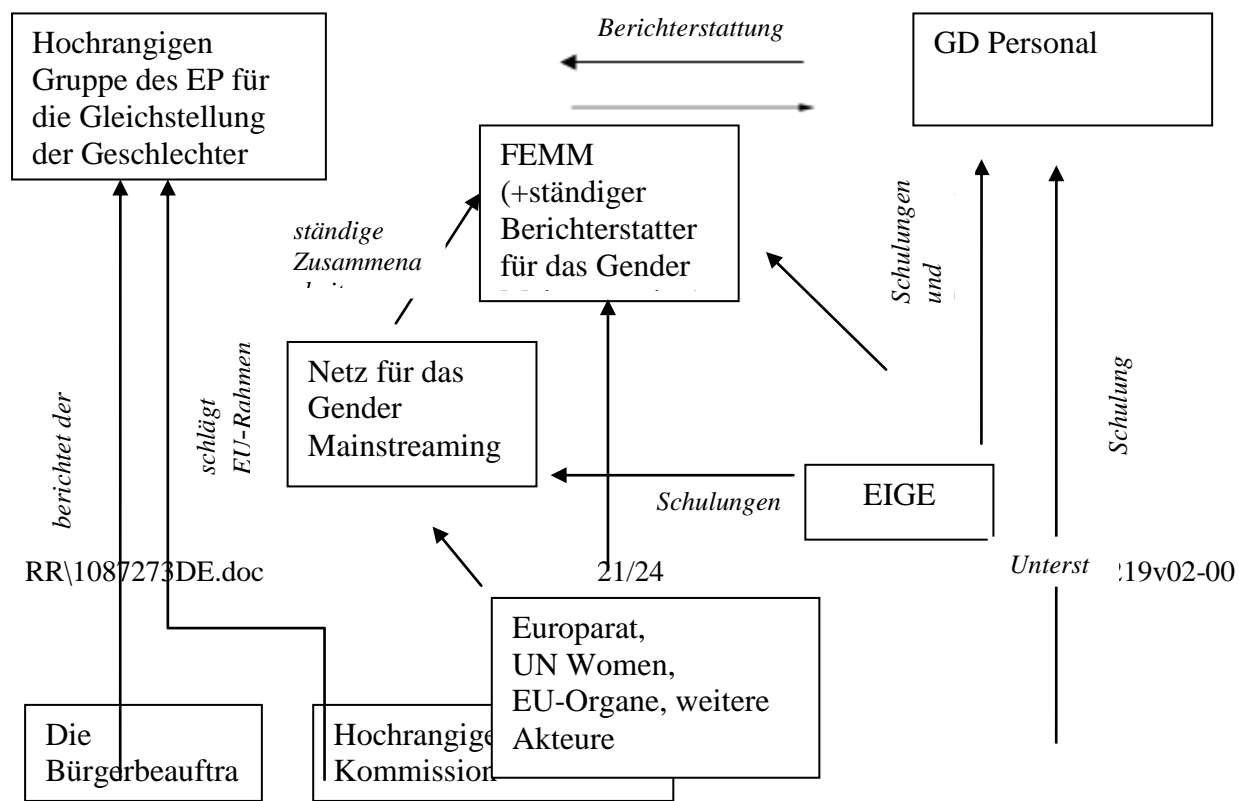 Hochrangigen
Gruppe des EP für
die Gleichstellung
der Geschlechter
Berichterstattung
GD Personal
FEMM
(+ständiger
Berichterstatter
für das Gender
ständige
Zusammena
Schulungen
und
Netz für das
Gender
Mainstreaming
berichtet der
schlägt
EU-Rahmen
Schulungen
EIGE
Schulung
RR\1087273DE.doc
21/24
Unterst
19v02-00
Europarat,
UN Women,
EU-Organe, weitere
Akteure
Die
Bürgerbeauftra
Hochrangige
Kommission